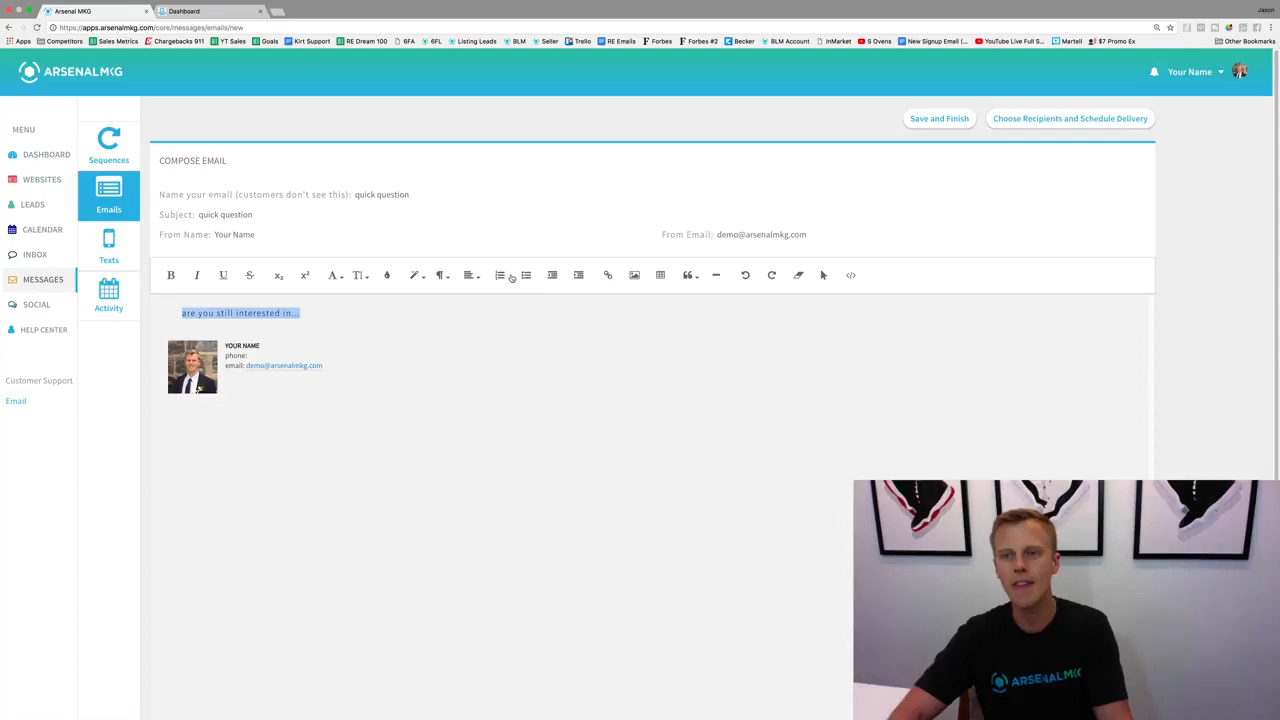 Arsenal MKG
Dashboard
Jason
https://apps.arsenalmkg.com/core/messages/emails/new
Apps Competitors Sales Metrics Chargebacks 911 YT Sales Goals Kirt Support RE Dream 100 6FA 6FL Listing Leads BLM Seller Trello RE Emails Forbes Forbes #2 Becker BLM Account InMarket S Ovens New Signup Email (... YouTube Live Full S... Martell $7 Promo Ex Other Bookmarks
ARSENALMKG
Your Name
MENU
DASHBOARD
WEBSITES
LEADS
CALENDAR
INBOX
MESSAGES
SOCIAL
HELP CENTER
Customer Support
Email
Sequences
Emails
Texts
Activity
Save and Finish
Choose Recipients and Schedule Delivery
COMPOSE EMAIL
Name your email (customers don't see this): quick question
Subject: quick question
From Name: Your Name
From Email: demo@arsenalmkg.com
are you still interested in...
YOUR NAME
phone:
email: demo@arsenalmkg.com
ARSENALMKG